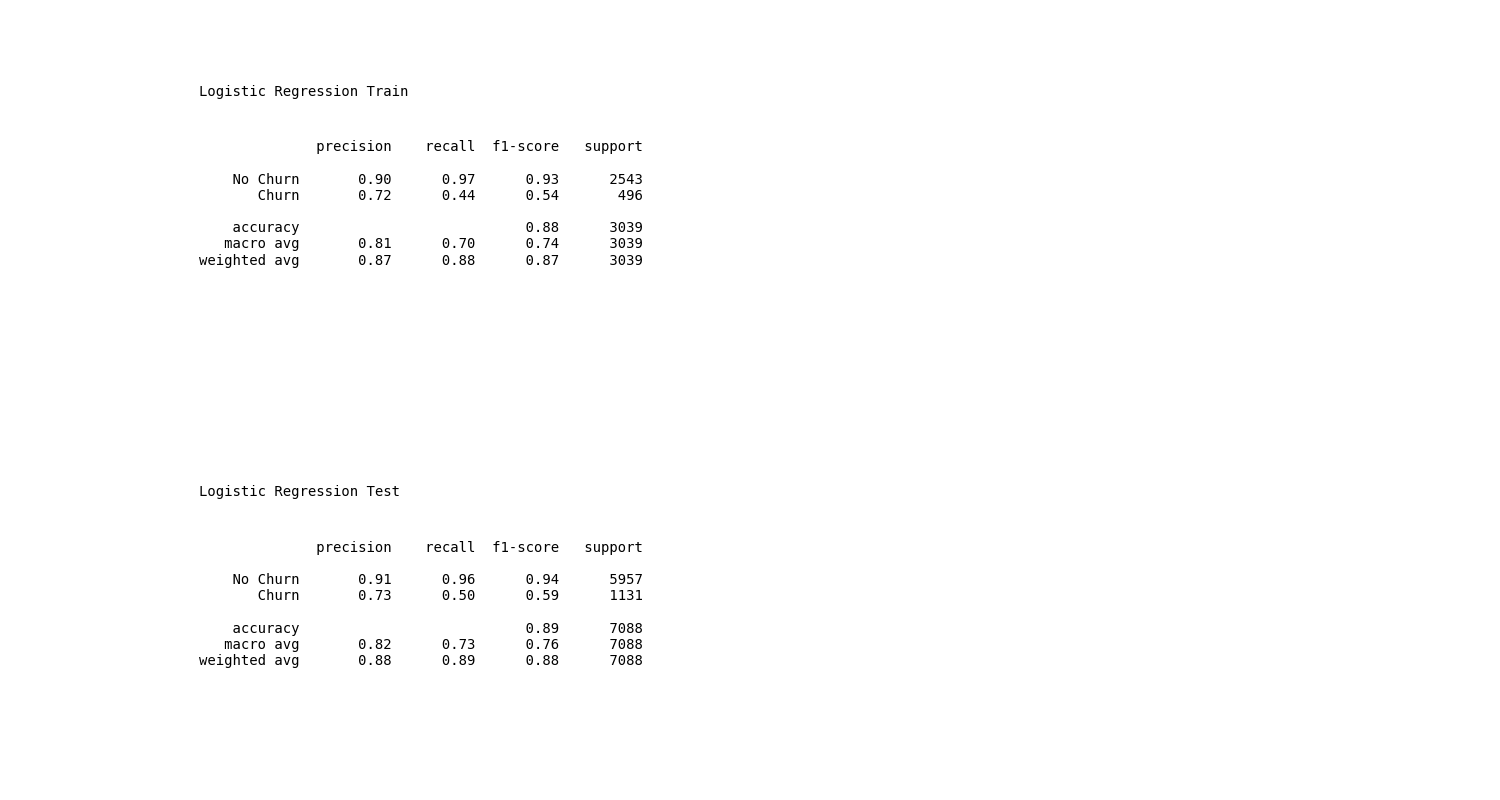 Logistic Regression Train
precision recall f1-score support
No Churn 0.90 0.97 0.93 2543
Churn 0.72 0.44 0.54 496
accuracy 0.88 3039
macro avg 0.81 0.70 0.74 3039
weighted avg 0.87 0.88 0.87 3039
Logistic Regression Test
precision recall f1-score support
No Churn 0.91 0.96 0.94 5957
Churn 0.73 0.50 0.59 1131
accuracy 0.89 7088
macro avg 0.82 0.73 0.76 7088
weighted avg 0.88 0.89 0.88 7088